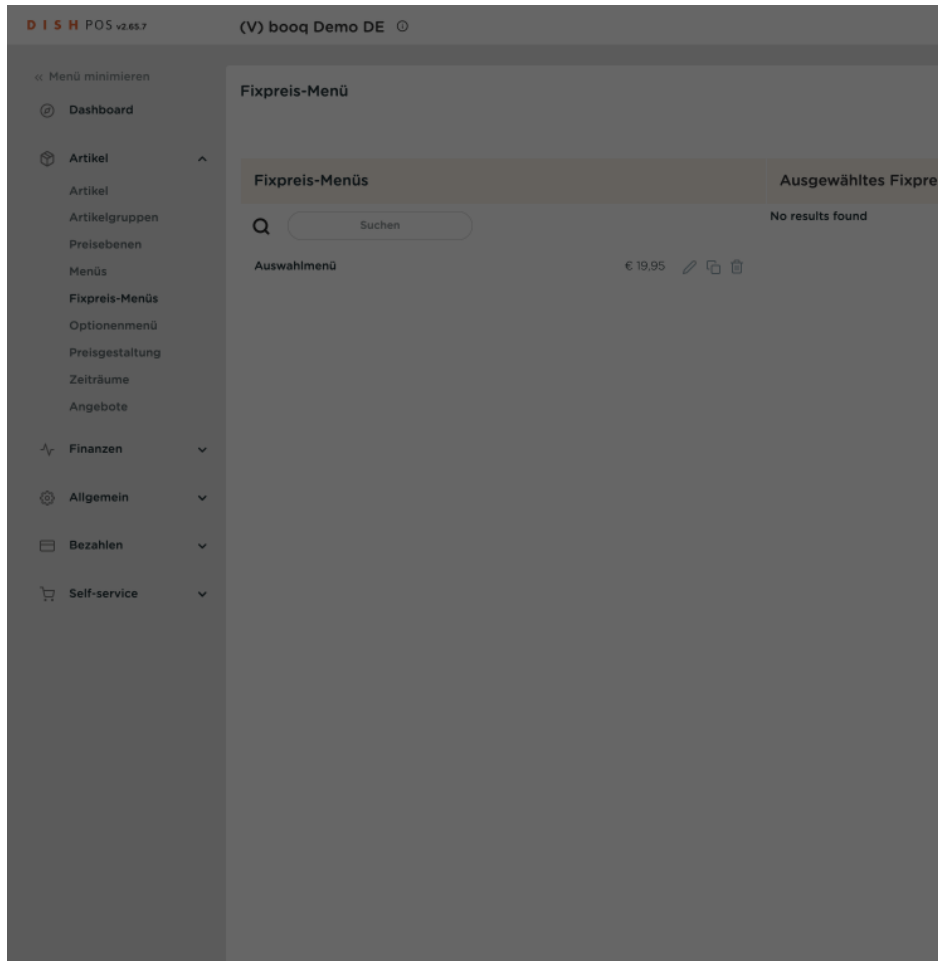 DISH POS v2.65.7
(V) booq Demo DE
« Menü minimieren
Dashboard
Artikel
Artikel
Artikelgruppen
Preisebenen
Menüs
Fixpreis-Menüs
Optionenmenü
Preisgestaltung
Zeiträume
Angebote
Finanzen
Allgemein
Bezahlen
Self-service
Fixpreis-Menü
Fixpreis-Menüs
Suchen
Auswahlmenü € 19,95
Ausgewähltes Fixpre
No results found